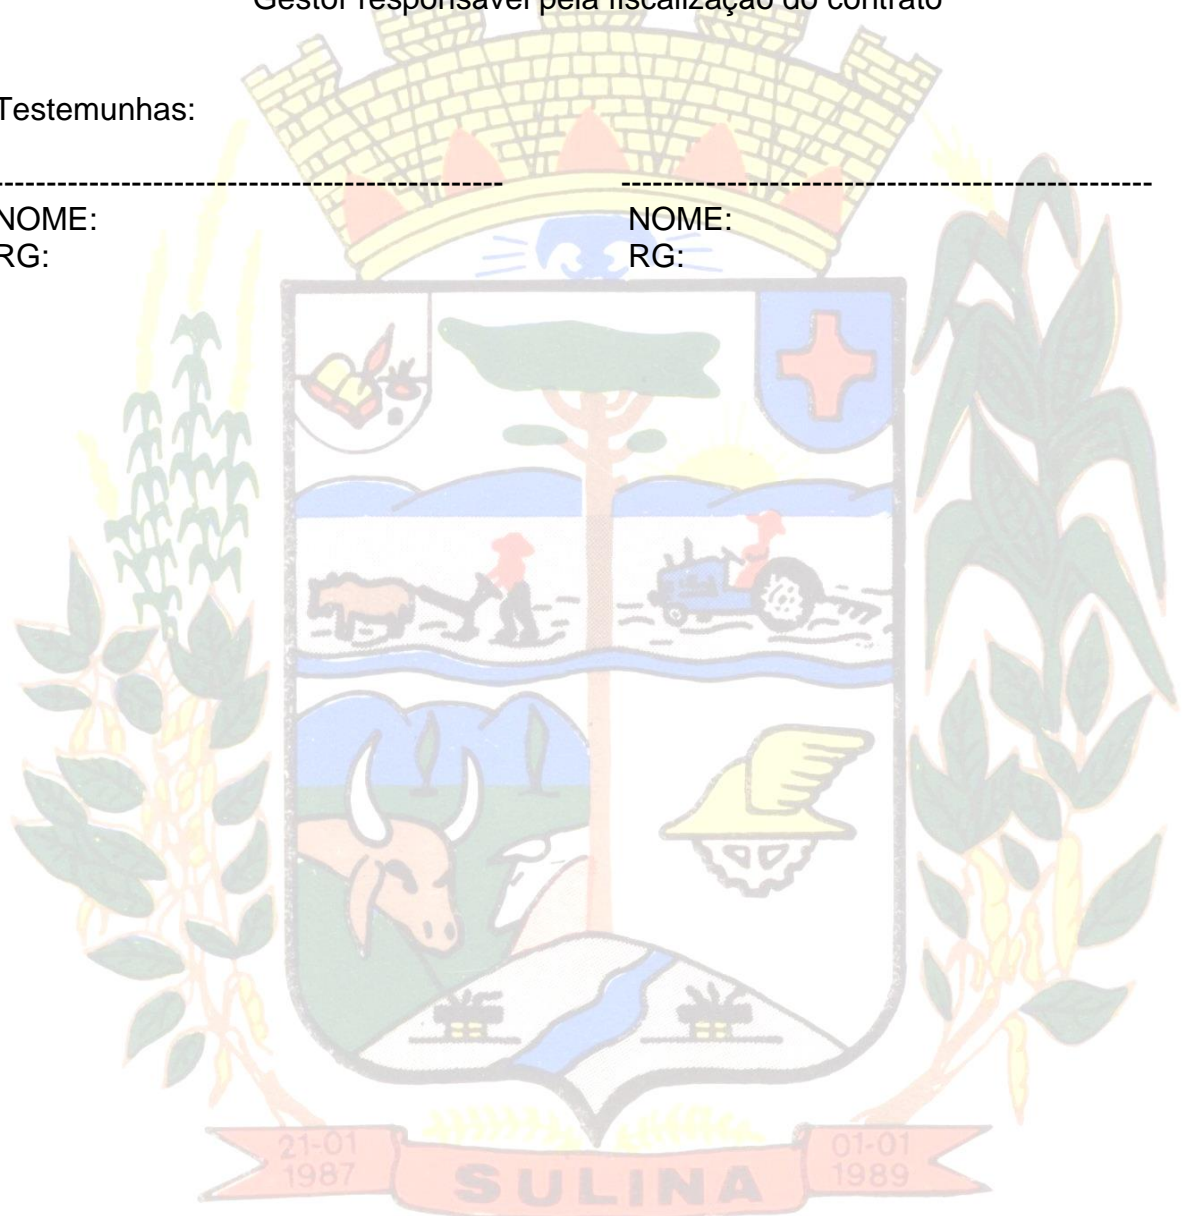 Gestor responsável pela fiscalização do contrato
Testemunhas:
--------------------------------------------------- -----------------------------------------------------
NOME: NOME:
RG: RG:
21-01 01-01
1987 1989
SULINA